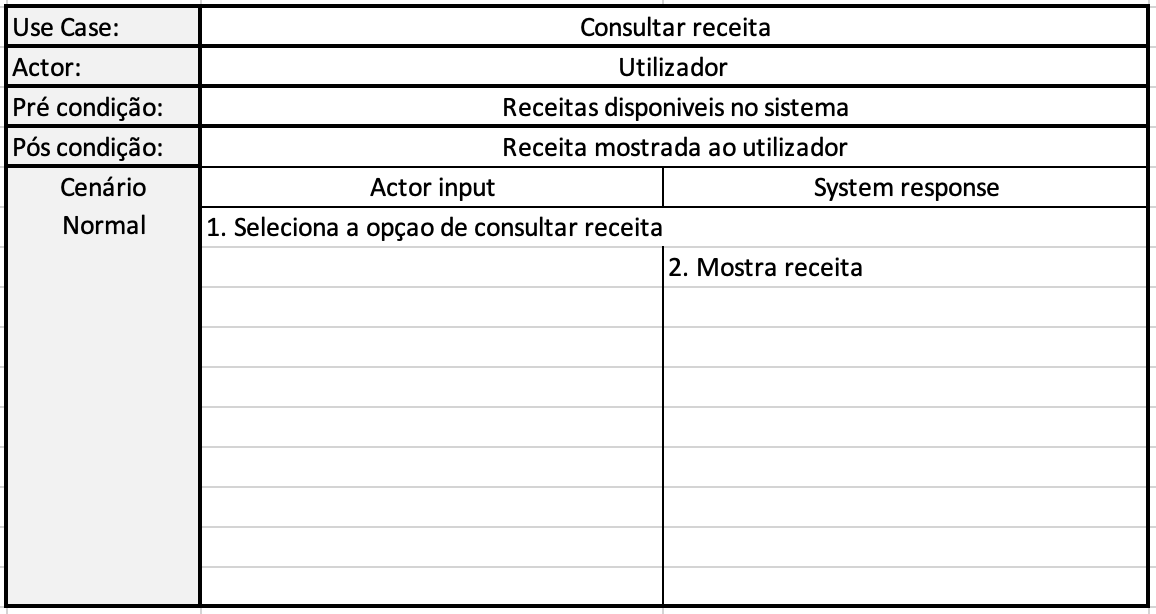 Use Case: Consultar receita
Actor: Utilizador
Pré condição: Receitas disponiveis no sistema
Pós condição: Receita mostrada ao utilizador
Cenário Actor input System response
Normal 1. Seleciona a opçao de consultar receita
2. Mostra receita